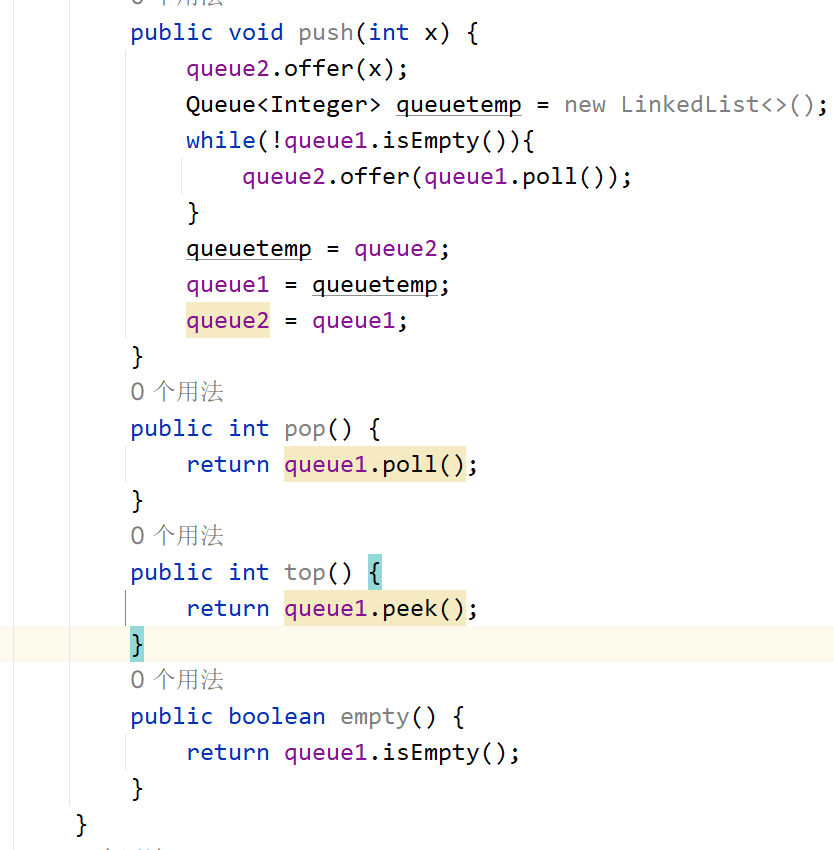 public void push(int x) {
queue2.offer(x);
Queue<Integer> queuetemp = new LinkedList<>();
while(!queue1.isEmpty()){
queue2.offer(queue1.poll());
}
queuetemp = queue2;
queue1 = queuetemp;
queue2 = queue1;
}
0 个用法
public int pop() {
return queue1.poll();
}
0 个用法
public int top() {
return queue1.peek();
}
0 个用法
public boolean empty() {
return queue1.isEmpty();
}
}